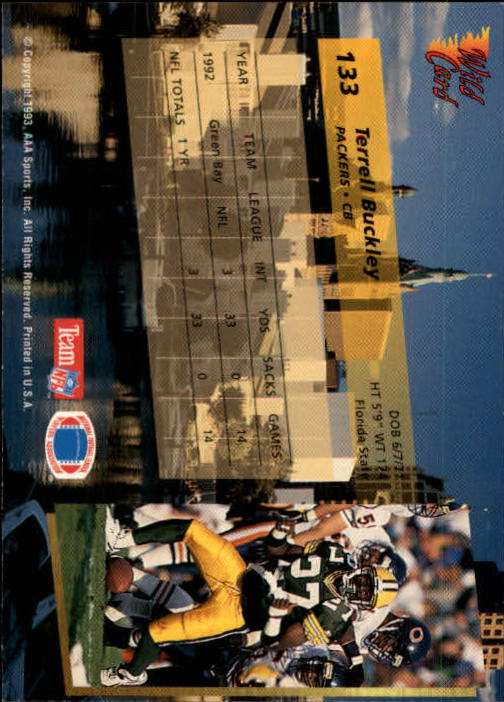 Wild Card
133 Terrell Buckley
PACKERS • CB
DOB 6/7/
HT 5'9" WT 17
Florida State
YEAR TEAM LEAGUE INT YDS SACKS GAMES
1992 Green Bay NFL 3 33 0 14
NFL TOTALS 1 YR 3 33 0 14
Team NFL
27
5
© Copyright 1993, AAA Sports, Inc. All Rights Reserved. Printed in U.S.A.